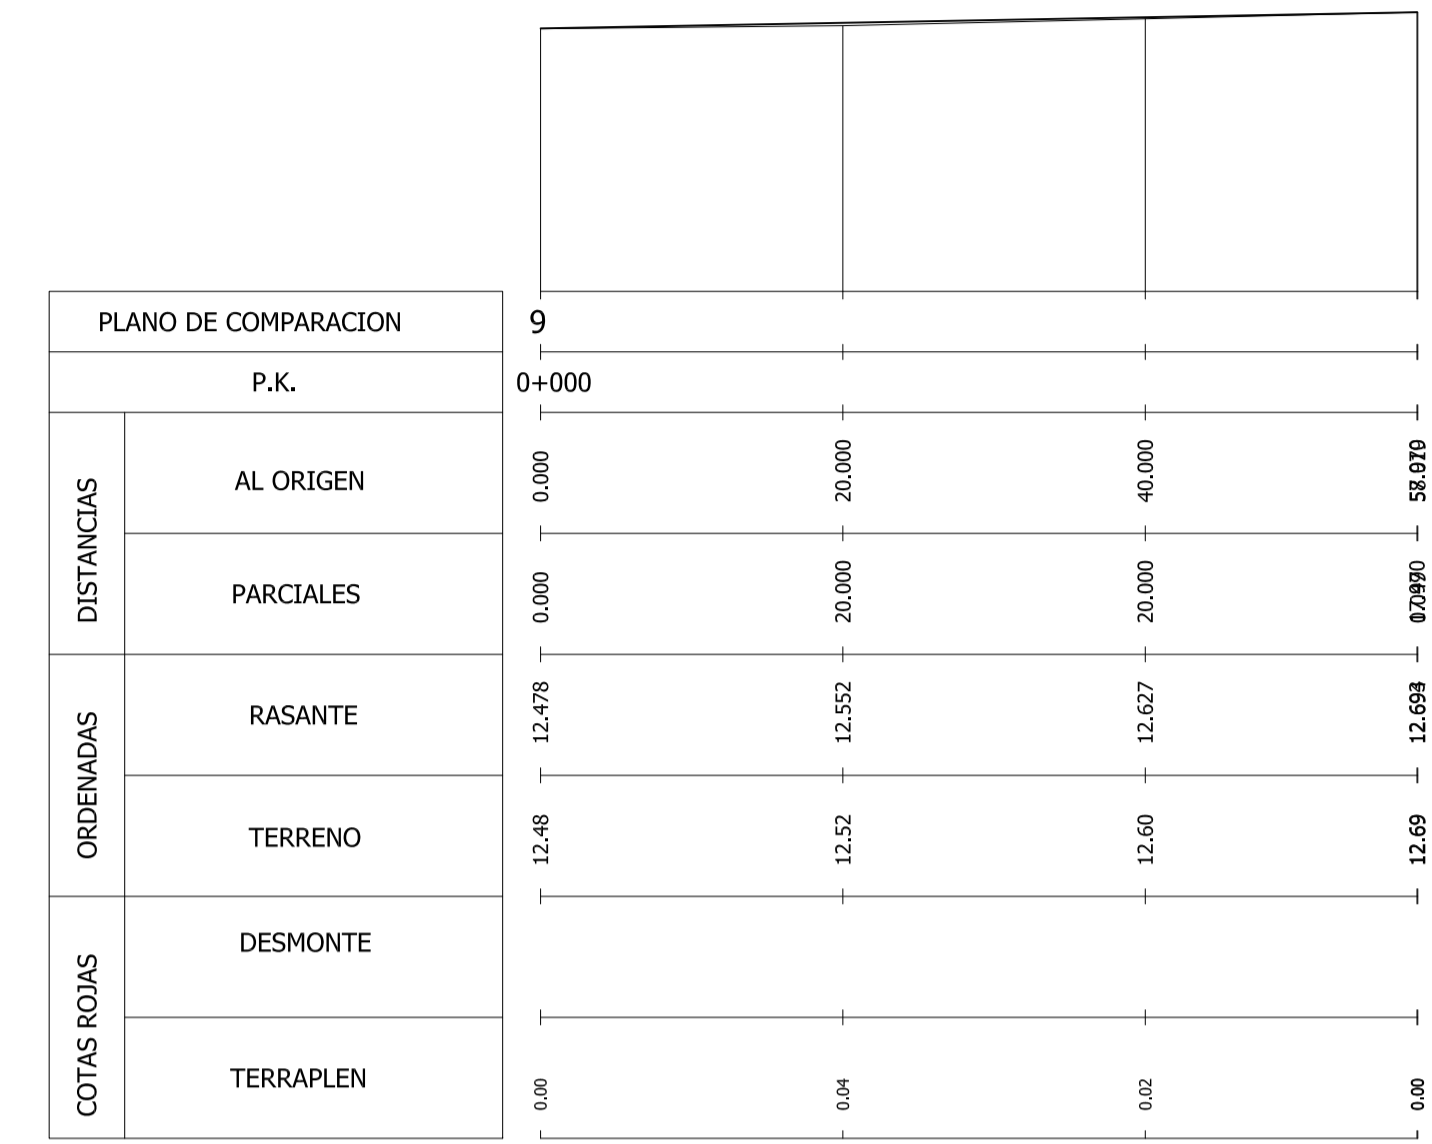 PLANO DE COMPARACION 9
P.K. 0+000
DISTANCIAS
AL ORIGEN 0.000 20.000 40.000
PARCIALES 0.000 20.000 20.000
ORDENADAS
RASANTE 12.478 12.552 12.627
TERRENO 12.48 12.52 12.60 12.69
COTAS ROJAS
DESMONTE
TERRAPLEN 0.00 0.04 0.02 0.00